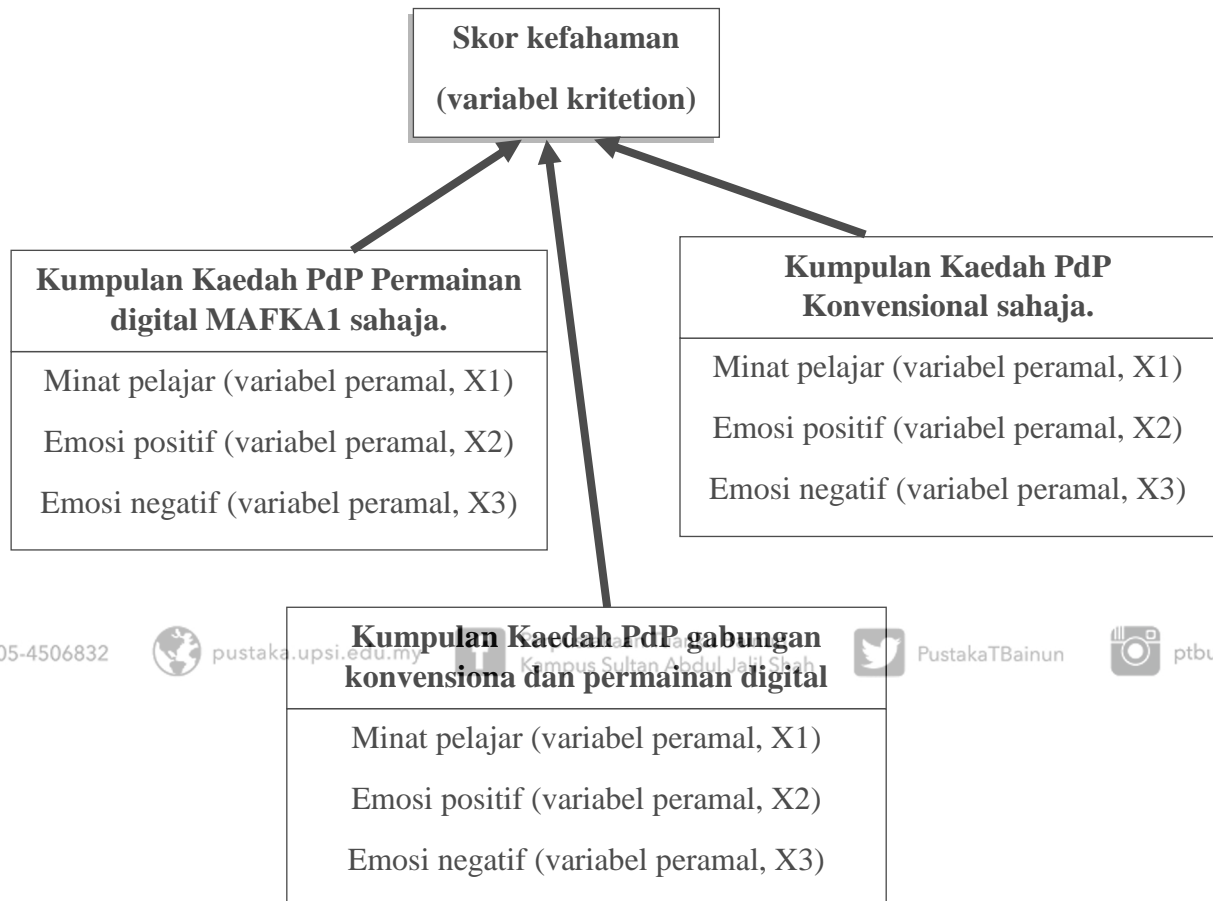 Skor kefahaman
(variabel kritetion)
Kumpulan Kaedah PdP Permainan
digital MAFKA1 sahaja.
Minat pelajar (variabel peramal, X1)
Emosi positif (variabel peramal, X2)
Emosi negatif (variabel peramal, X3)
Kumpulan Kaedah PdP
Konvensional sahaja.
Minat pelajar (variabel peramal, X1)
Emosi positif (variabel peramal, X2)
Emosi negatif (variabel peramal, X3)
05-4506832
pustaka.upsi.edu.my
Kampus Sultan Abdul Jalil Shah
PustakaTBainun
ptbu
Kumpulan Kaedah PdP gabungan
konvensiona dan permainan digital
Minat pelajar (variabel peramal, X1)
Emosi positif (variabel peramal, X2)
Emosi negatif (variabel peramal, X3)